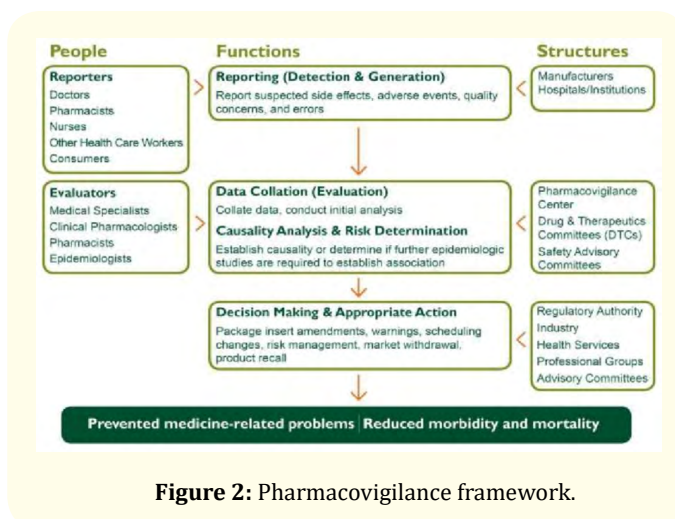 People
Functions
Structures
Reporters
Doctors
Pharmacists
Nurses
Other Health Care Workers
Consumers
Reporting (Detection & Generation)
Report suspected side effects, adverse events, quality
concerns, and errors
Manufacturers
Hospitals/Institutions
Evaluators
Medical Specialists
Clinical Pharmacologists
Pharmacists
Epidemiologists
Data Collation (Evaluation)
Collate data, conduct initial analysis
Causality Analysis & Risk Determination
Establish causality or determine if further epidemiologic
studies are required to establish association
Pharmacovigilance
Center
Drug & Therapeutics
Committees (DTCs)
Safety Advisory
Committees
Decision Making & Appropriate Action
Package insert amendments, warnings, scheduling
changes, risk management, market withdrawal,
product recall
Regulatory Authority
Industry
Health Services
Professional Groups
Advisory Committees
Prevented medicine-related problems | Reduced morbidity and mortality
Figure 2: Pharmacovigilance framework.